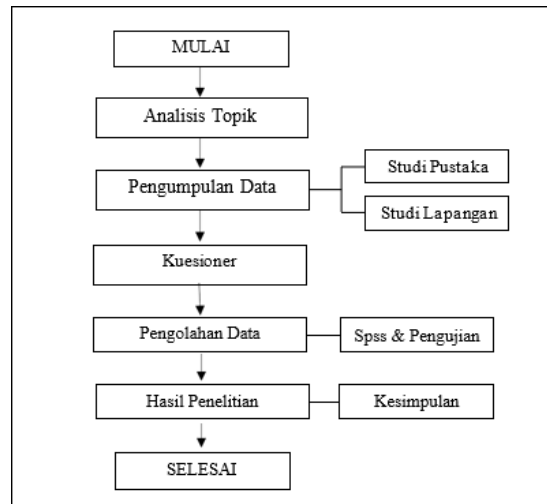 MULAI
Analisis Topik
Pengumpulan Data
Studi Pustaka
Studi Lapangan
Kuesioner
Pengolahan Data
Spss & Pengujian
Hasil Penelitian
Kesimpulan
SELESAI